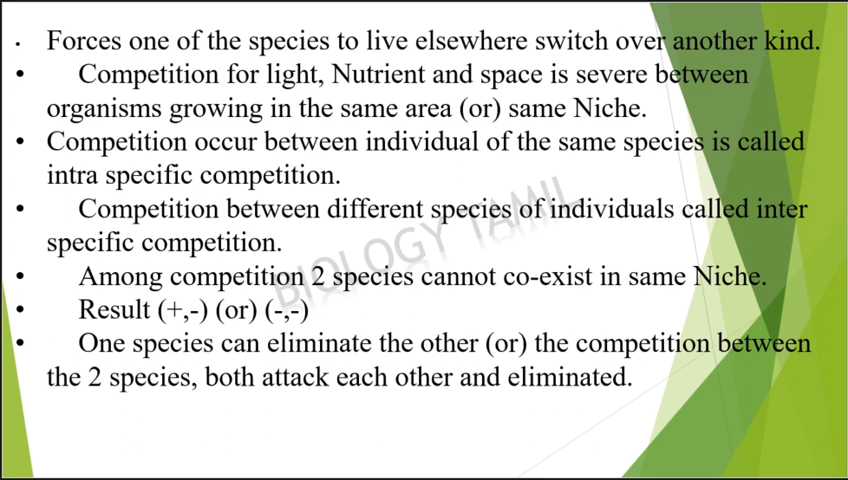 • Forces one of the species to live elsewhere switch over another kind.
• Competition for light, Nutrient and space is severe between
organisms growing in the same area (or) same Niche.
• Competition occur between individual of the same species is called
intra specific competition.
• Competition between different species of individuals called inter
specific competition.
• Among competition 2 species cannot co-exist in same Niche.
• Result (+,-) (or) (-,-)
• One species can eliminate the other (or) the competition between
the 2 species, both attack each other and eliminated.
BIOLOGY TAMIL